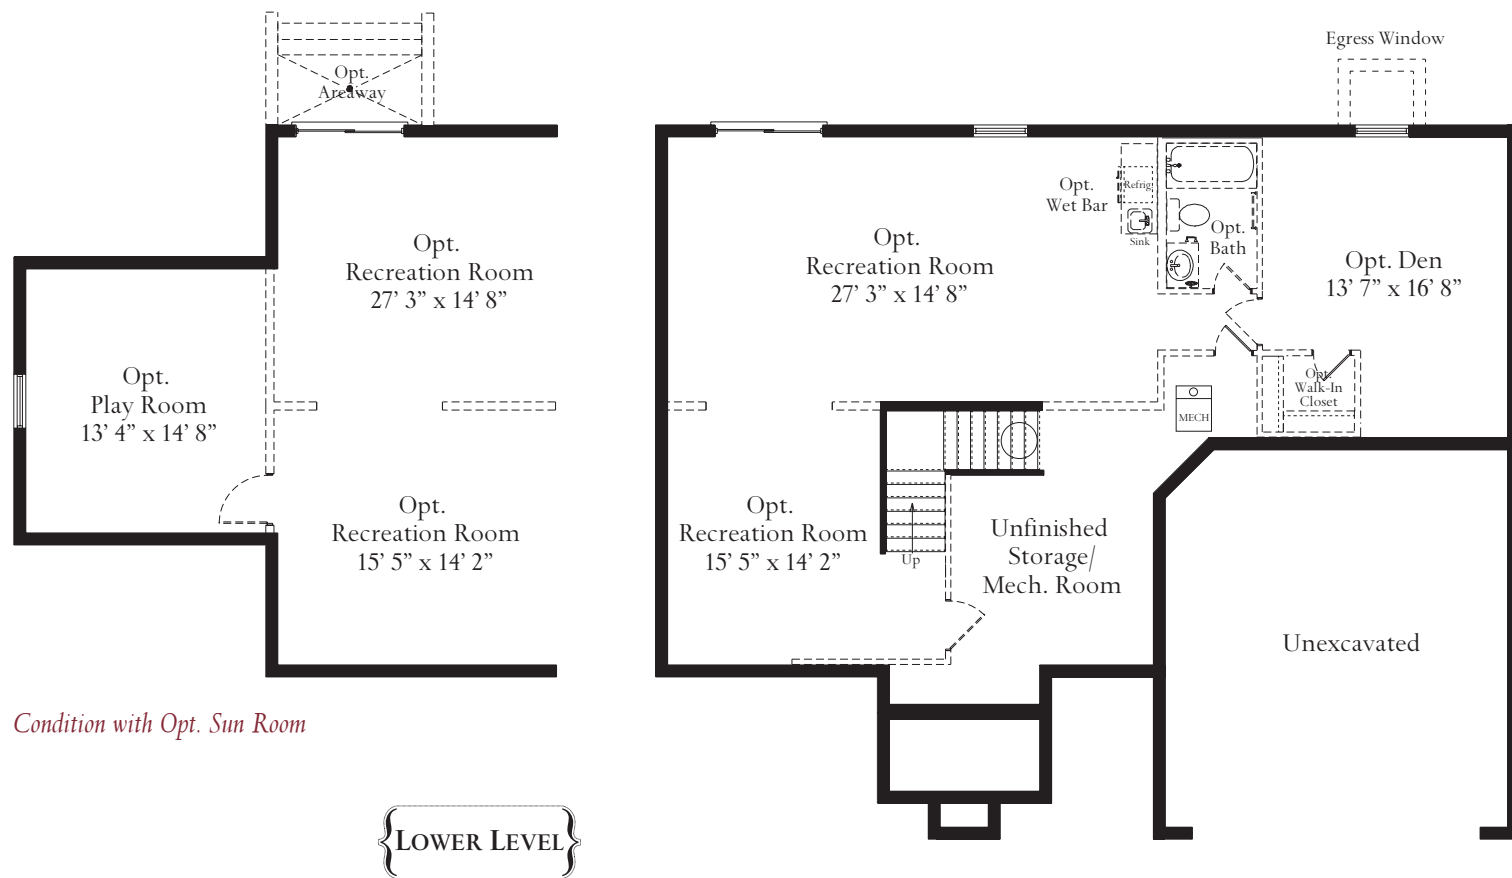 Opt.
Areaway
Opt.
Recreation Room
27’ 3” x 14’ 8”
Opt.
Play Room
13’ 4” x 14’ 8”
Opt.
Recreation Room
15’ 5” x 14’ 2”
Condition with Opt. Sun Room
Egress Window
Opt.
Recreation Room
27’ 3” x 14’ 8”
Opt.
Wet Bar
Refrig
Sink
Opt.
Bath
Opt. Den
13’ 7” x 16’ 8”
Opt.
Walk-In
Closet
MECH
Opt.
Recreation Room
15’ 5” x 14’ 2”
Up
Unfinished
Storage/
Mech. Room
Unexcavated
LOWER LEVEL